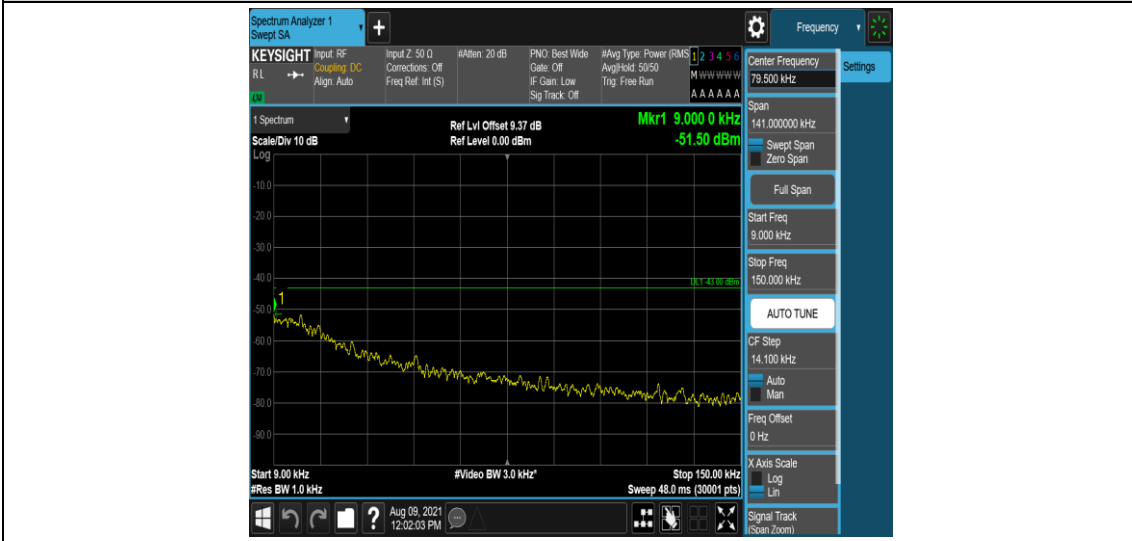 Spectrum Analyzer 1
Swept SA
+
Frequency
KEYSIGHT
RL
Input: RF
Coupling: DC
Align: Auto
Input Z: 50 Ω
Corrections: Off
Freq Ref: Int (S)
#Atten: 20 dB
PNO: Best Wide
Gate: Off
IF Gain: Low
Sig Track: Off
#Avg Type: Power (RMS
Avg|Hold: 50/50
Trig: Free Run
1 2 3 4 5 6
M W W W W W
A A A A A A
1 Spectrum
Scale/Div 10 dB
Log
Ref Lvl Offset 9.37 dB
Ref Level 0.00 dBm
Mkr1 9.000 0 kHz
-51.50 dBm
-10.0
-20.0
-30.0
-40.0
DL1 -43.00 dBm
1
-50.0
-60.0
-70.0
-80.0
-90.0
Start 9.00 kHz
#Res BW 1.0 kHz
#Video BW 3.0 kHz*
Stop 150.00 kHz
Sweep 48.0 ms (30001 pts)
?
Aug 09, 2021
12:02:03 PM
Center Frequency
79.500 kHz
Settings
Span
141.000000 kHz
Swept Span
Zero Span
Full Span
Start Freq
9.000 kHz
Stop Freq
150.000 kHz
AUTO TUNE
CF Step
14.100 kHz
Auto
Man
Freq Offset
0 Hz
X Axis Scale
Log
Lin
Signal Track
(Span Zoom)